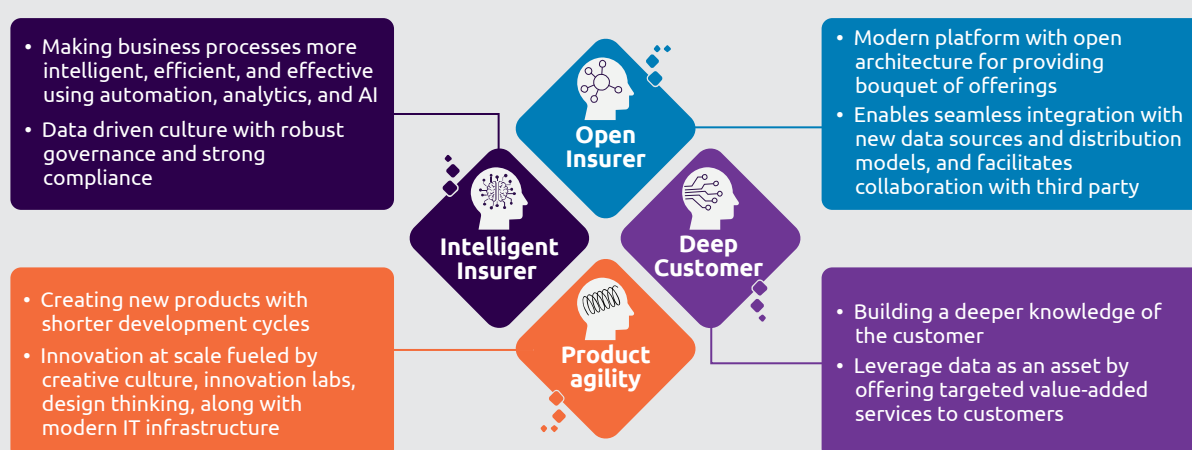 • Making business processes more
intelligent, efficient, and effective
using automation, analytics, and AI
• Data driven culture with robust
governance and strong
compliance
Open
Insurer
• Modern platform with open
architecture for providing
bouquet of offerings
• Enables seamless integration with
new data sources and distribution
models, and facilitates
collaboration with third party
Intelligent
Insurer
Deep
Customer
• Creating new products with
shorter development cycles
• Innovation at scale fueled by
creative culture, innovation labs,
design thinking, along with
modern IT infrastructure
Product
agility
• Building a deeper knowledge of
the customer
• Leverage data as an asset by
offering targeted value-added
services to customers